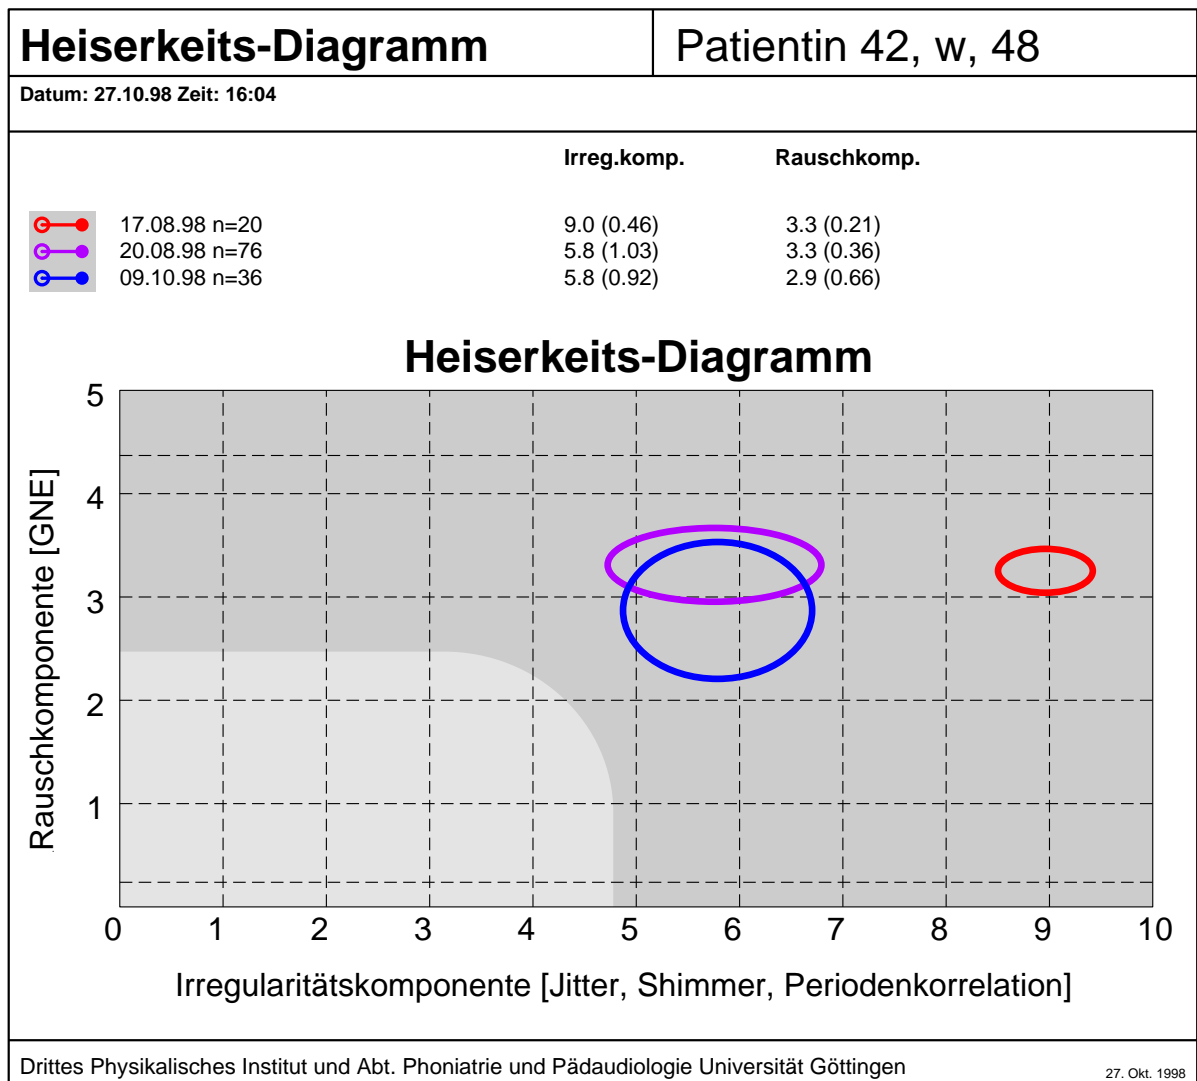 Heiserkeits-Diagramm Patientin 42, w, 48
Datum: 27.10.98 Zeit: 16:04
Irreg.komp. Rauschkomp.
17.08.98 n=20 9.0 (0.46) 3.3 (0.21)
20.08.98 n=76 5.8 (1.03) 3.3 (0.36)
09.10.98 n=36 5.8 (0.92) 2.9 (0.66)
Heiserkeits-Diagramm
5
4
3
2
1
Rauschkomponente [GNE]
0 1 2 3 4 5 6 7 8 9 10
Irregularitätskomponente [Jitter, Shimmer, Periodenkorrelation]
Drittes Physikalisches Institut und Abt. Phoniatrie und Pädaudiologie Universität Göttingen 27. Okt. 1998